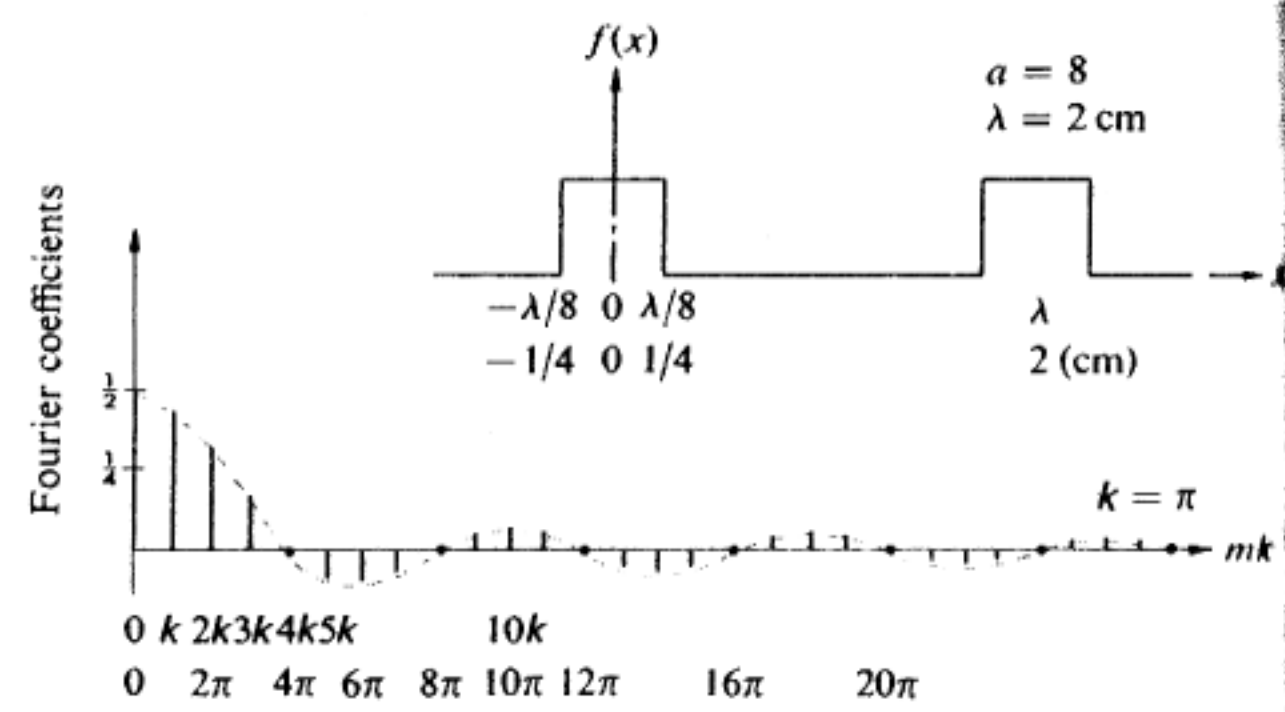 f(x)
a = 8
λ = 2 cm
Fourier coefficients
−λ/8 0 λ/8 λ
−1/4 0 1/4 2 (cm)
1/2
1/4
k = π
mk
0 k 2k 3k 4k 5k 10k
0 2π 4π 6π 8π 10π 12π 16π 20π